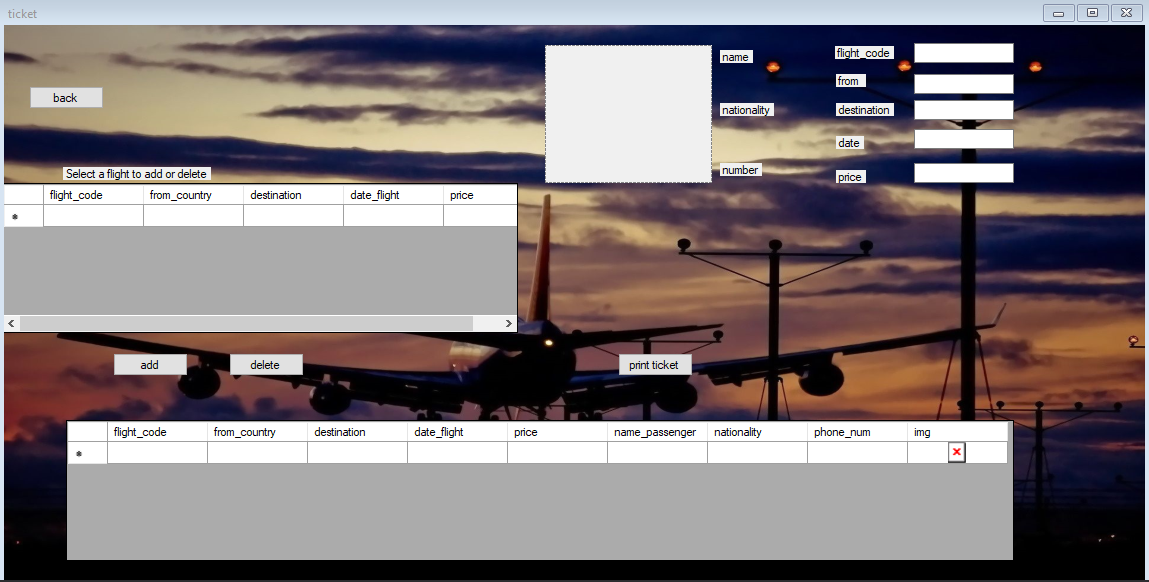 ticket
back
name
flight_code
from
nationality
destination
date
number
price
Select a flight to add or delete
flight_code from_country destination date_flight price
add delete print ticket
flight_code from_country destination date_flight price name_passenger nationality phone_num img